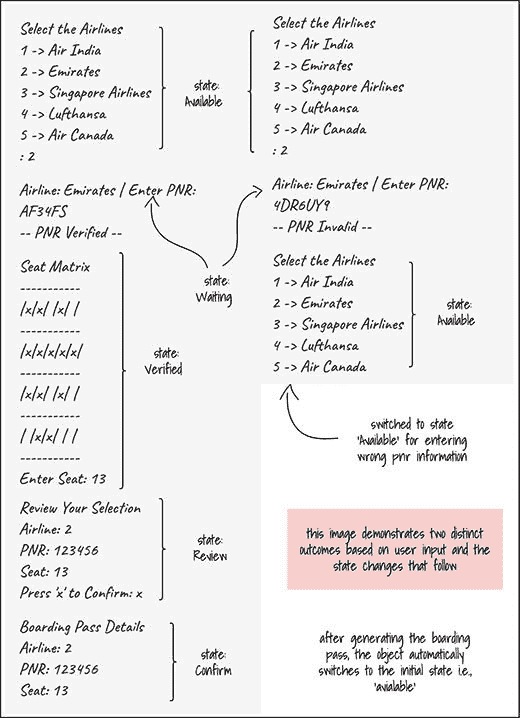 Select the Airlines
1 -> Air India
2 -> Emirates
3 -> Singapore Airlines
4 -> Lufthansa
5 -> Air Canada
: 2
state:
Available
Select the Airlines
1 -> Air India
2 -> Emirates
3 -> Singapore Airlines
4 -> Lufthansa
5 -> Air Canada
: 2
Airline: Emirates | Enter PNR:
AF34FS
-- PNR Verified --
Airline: Emirates | Enter PNR:
4DR6UY9
-- PNR Invalid --
state:
Waiting
Seat Matrix
-----------
|x|x| |x| |
-----------
|x|x|x|x|x|
-----------
|x|x| |x| |
-----------
| |x|x| | |
-----------
Enter Seat: 13
state:
Verified
Select the Airlines
1 -> Air India
2 -> Emirates
3 -> Singapore Airlines
4 -> Lufthansa
5 -> Air Canada
state:
Available
switched to state
'Available' for entering
wrong pnr information
Review Your Selection
Airline: 2
PNR: 123456
Seat: 13
Press 'x' to Confirm: x
state:
Review
this image demonstrates two distinct
outcomes based on user input and the
state changes that follow
Boarding Pass Details
Airline: 2
PNR: 123456
Seat: 13
state:
Confirm
after generating the boarding
pass, the object automatically
switches to the initial state i.e.,
'avialable'